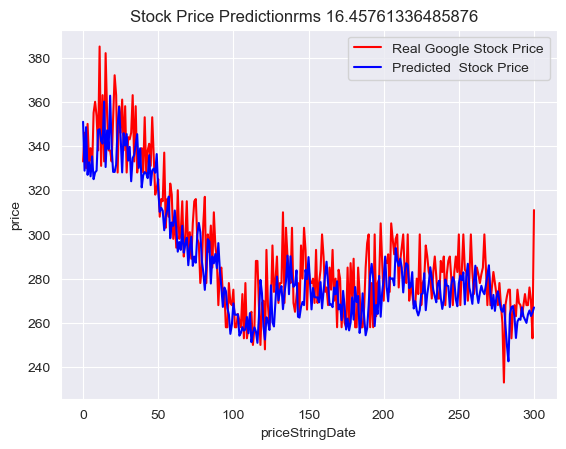 Stock Price Predictionrms 16.45761336485876
Real Google Stock Price
Predicted  Stock Price
380
360
340
320
300
280
260
240
price
0 50 100 150 200 250 300
priceStringDate